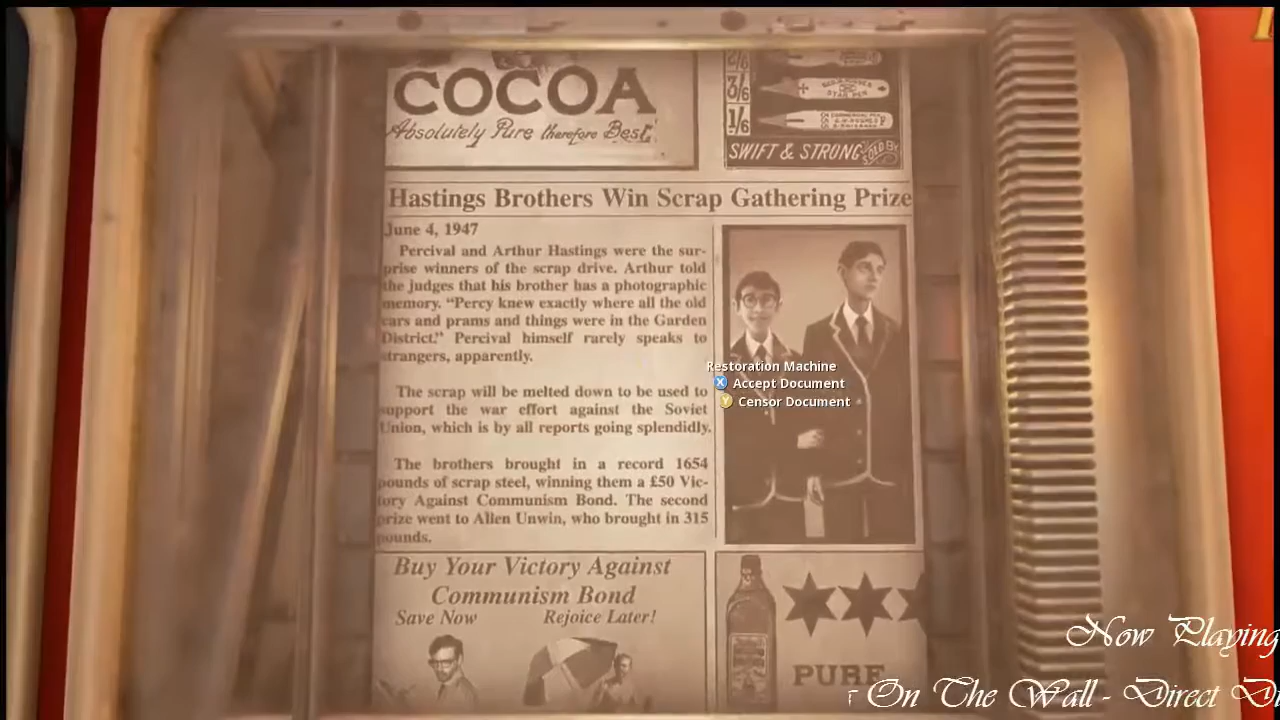 COCOA
Absolutely Pure therefore Best
3/6
1/6
SWIFT & STRONG
SOLD BY
Hastings Brothers Win Scrap Gathering Prize
June 4, 1947
Percival and Arthur Hastings were the sur-
prise winners of the scrap drive. Arthur told
the judges that his brother has a photographic
memory. “Percy knew exactly where all the old
cars and prams and things were in the Garden
District.” Percival himself rarely speaks to
strangers, apparently.
The scrap will be melted down to be used to
support the war effort against the Soviet
Union, which is by all reports going splendidly.
The brothers brought in a record 1654
pounds of scrap steel, winning them a £50 Vic-
tory Against Communism Bond. The second
prize went to Allen Unwin, who brought in 315
pounds.
Restoration Machine
X Accept Document
Y Censor Document
Buy Your Victory Against
Communism Bond
Save Now Rejoice Later!
PURE
Now Playing
On The Wall - Direct